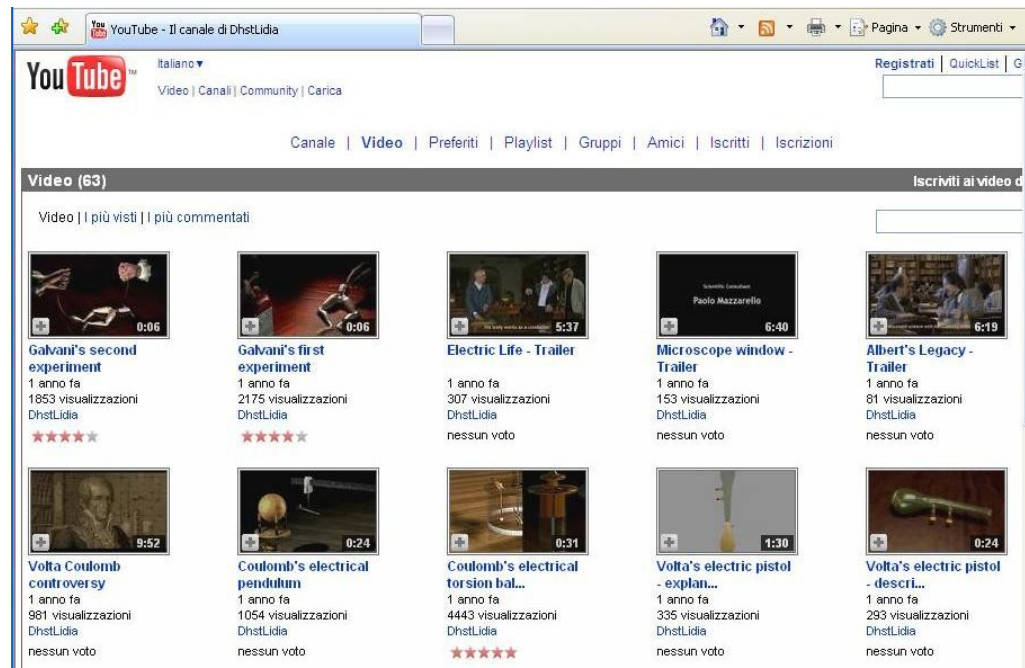 YouTube - Il canale di DhstLidia
Pagina
Strumenti
You Tube ™
Italiano
Registrati | QuickList | G
Video | Canali | Community | Carica
Canale | Video | Preferiti | Playlist | Gruppi | Amici | Iscritti | Iscrizioni
Video (63)
Iscriviti ai video d
Video | I più visti | I più commentati
0:06
Galvani's second
experiment
1 anno fa
1853 visualizzazioni
DhstLidia
0:06
Galvani's first
experiment
1 anno fa
2175 visualizzazioni
DhstLidia
5:37
Electric Life - Trailer
1 anno fa
307 visualizzazioni
DhstLidia
nessun voto
Scientific Consultant
Paolo Mazzarello
6:40
Microscope window -
Trailer
1 anno fa
153 visualizzazioni
DhstLidia
nessun voto
6:19
Albert's Legacy -
Trailer
1 anno fa
81 visualizzazioni
DhstLidia
nessun voto
9:52
Volta Coulomb
controversy
1 anno fa
981 visualizzazioni
DhstLidia
nessun voto
0:24
Coulomb's electrical
pendulum
1 anno fa
1054 visualizzazioni
DhstLidia
nessun voto
0:31
Coulomb's electrical
torsion bal...
1 anno fa
4443 visualizzazioni
DhstLidia
1:30
Volta's electric pistol
- explan...
1 anno fa
335 visualizzazioni
DhstLidia
nessun voto
0:24
Volta's electric pistol
- descri...
1 anno fa
293 visualizzazioni
DhstLidia
nessun voto